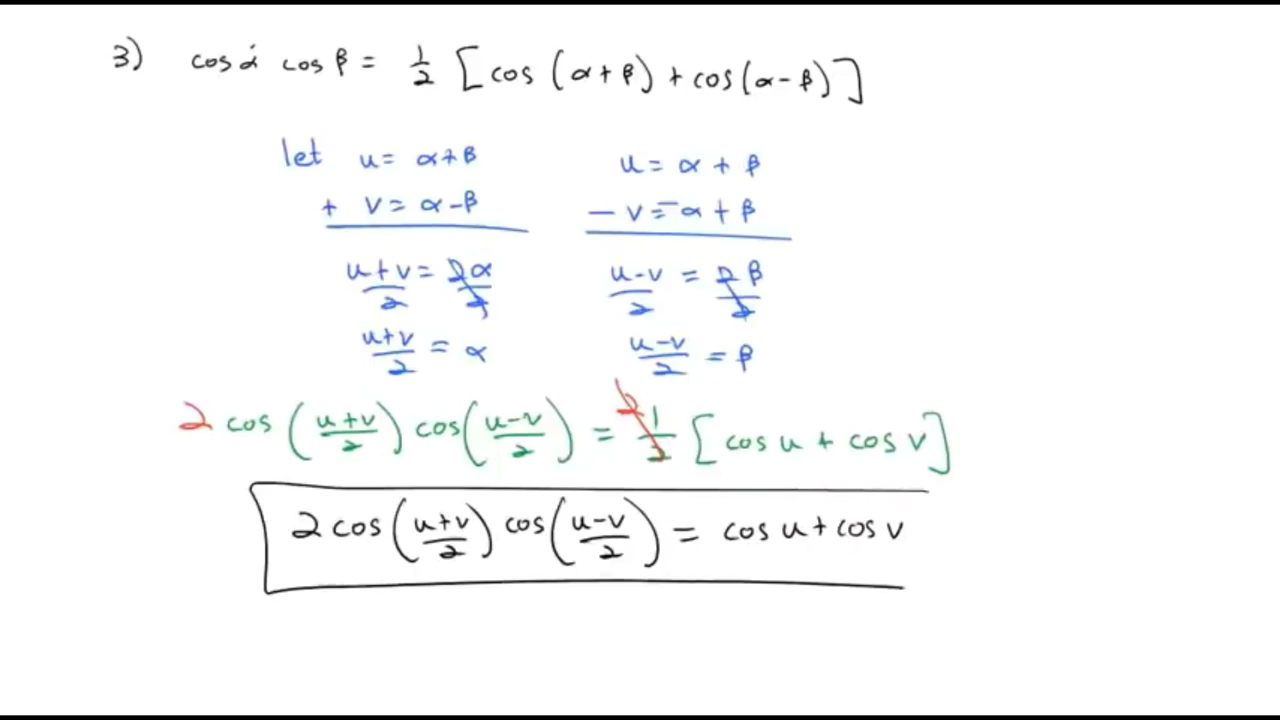 3) cos α cos β = 1/2 [cos (α+β) + cos(α-β)]
let u = α+β u = α + β
+ v = α-β - v = -α + β
u+v/2 = 2α/2 u-v/2 = 2β/2
u+v/2 = α u-v/2 = β
2 cos (u+v/2) cos (u-v/2) = 2 1/2 [cos u + cos v]
2 cos (u+v/2) cos (u-v/2) = cos u + cos v